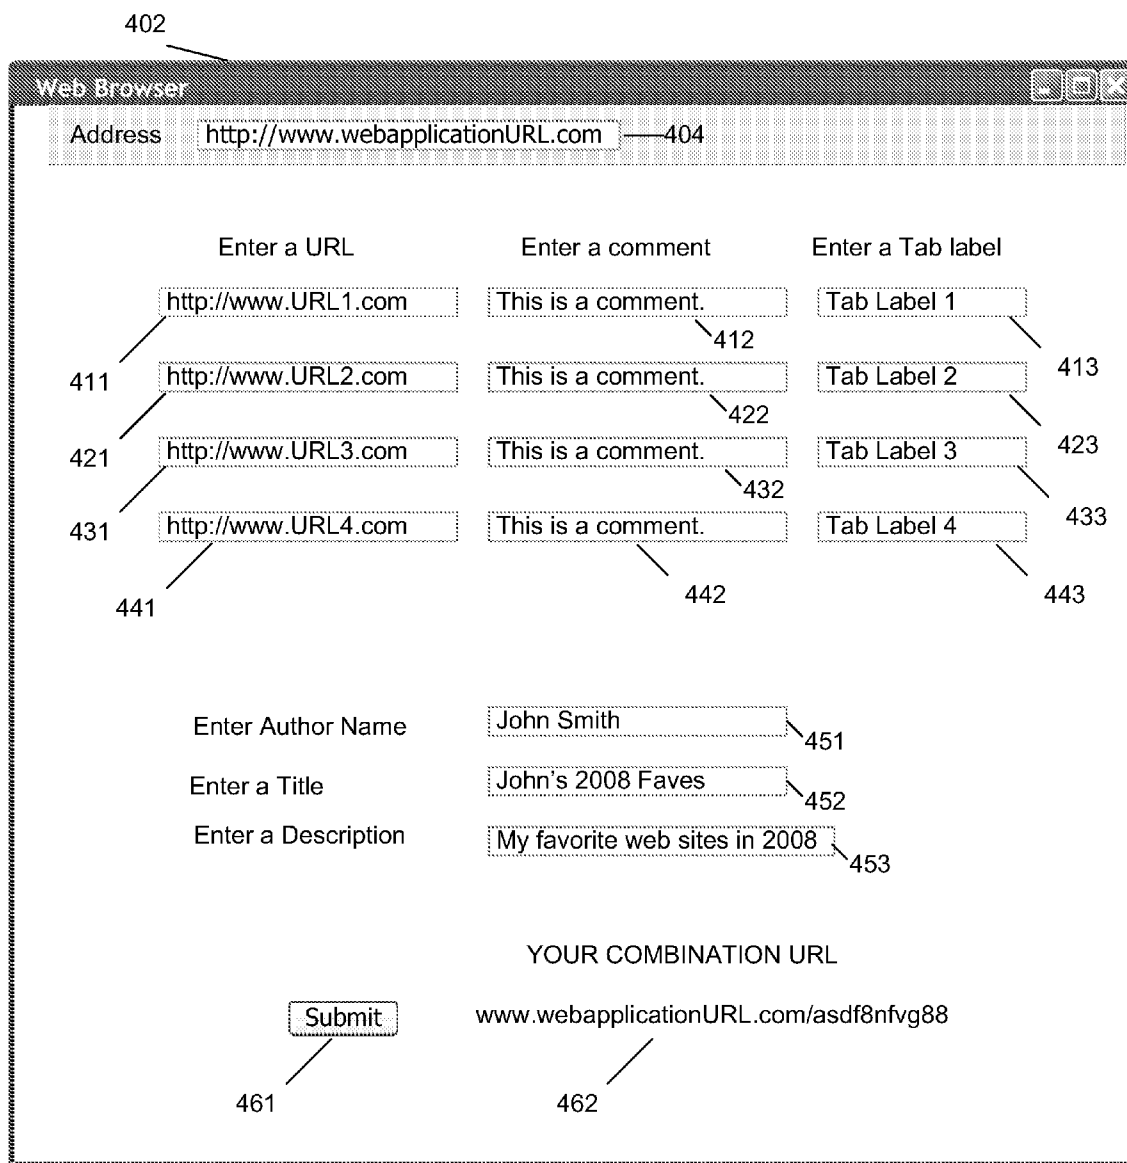 402
Web Browser
Address http://www.webapplicationURL.com 404
Enter a URL Enter a comment Enter a Tab label
http://www.URL1.com This is a comment. Tab Label 1
412
411 413
http://www.URL2.com This is a comment. Tab Label 2
422
421 423
http://www.URL3.com This is a comment. Tab Label 3
432
431 433
http://www.URL4.com This is a comment. Tab Label 4
441 442 443
Enter Author Name John Smith 451
Enter a Title John's 2008 Faves 452
Enter a Description My favorite web sites in 2008 453
YOUR COMBINATION URL
Submit www.webapplicationURL.com/asdf8nfvg88
461 462